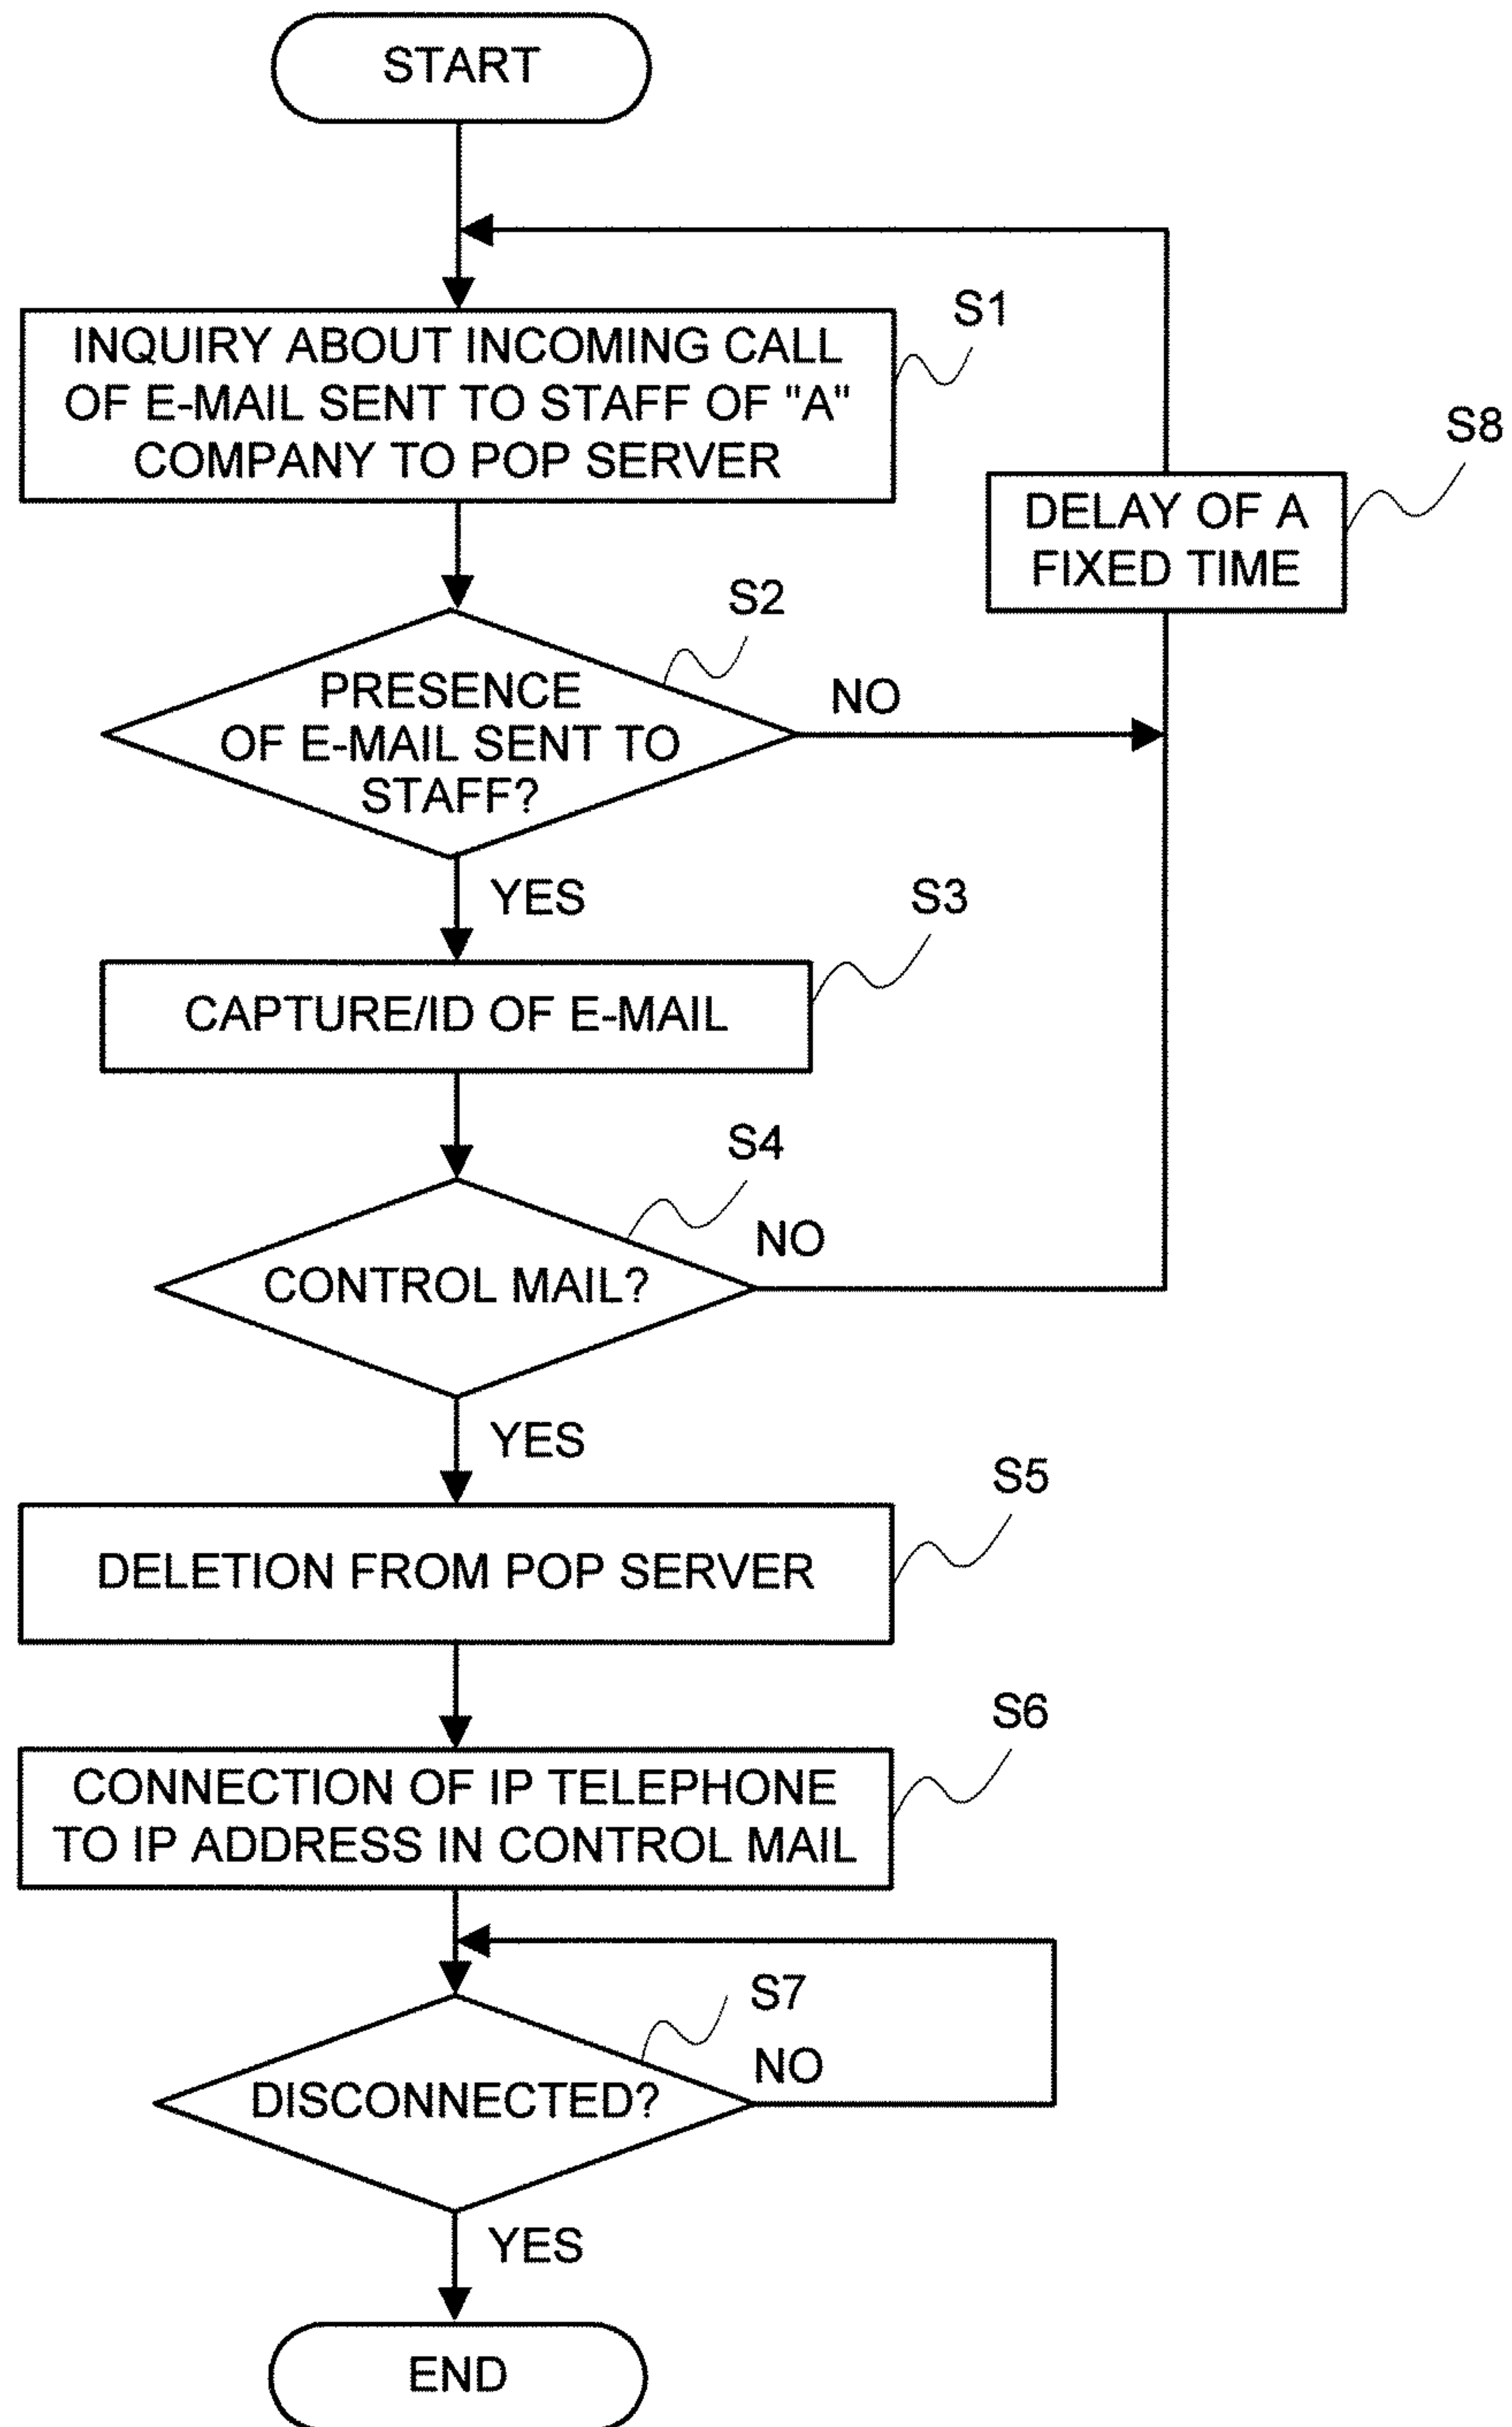 START
INQUIRY ABOUT INCOMING CALL
OF E-MAIL SENT TO STAFF OF "A"
COMPANY TO POP SERVER
S1
DELAY OF A
FIXED TIME
S8
PRESENCE
OF E-MAIL SENT TO
STAFF?
S2
NO
YES
CAPTURE/ID OF E-MAIL
S3
CONTROL MAIL?
S4
NO
YES
DELETION FROM POP SERVER
S5
CONNECTION OF IP TELEPHONE
TO IP ADDRESS IN CONTROL MAIL
S6
DISCONNECTED?
S7
NO
YES
END